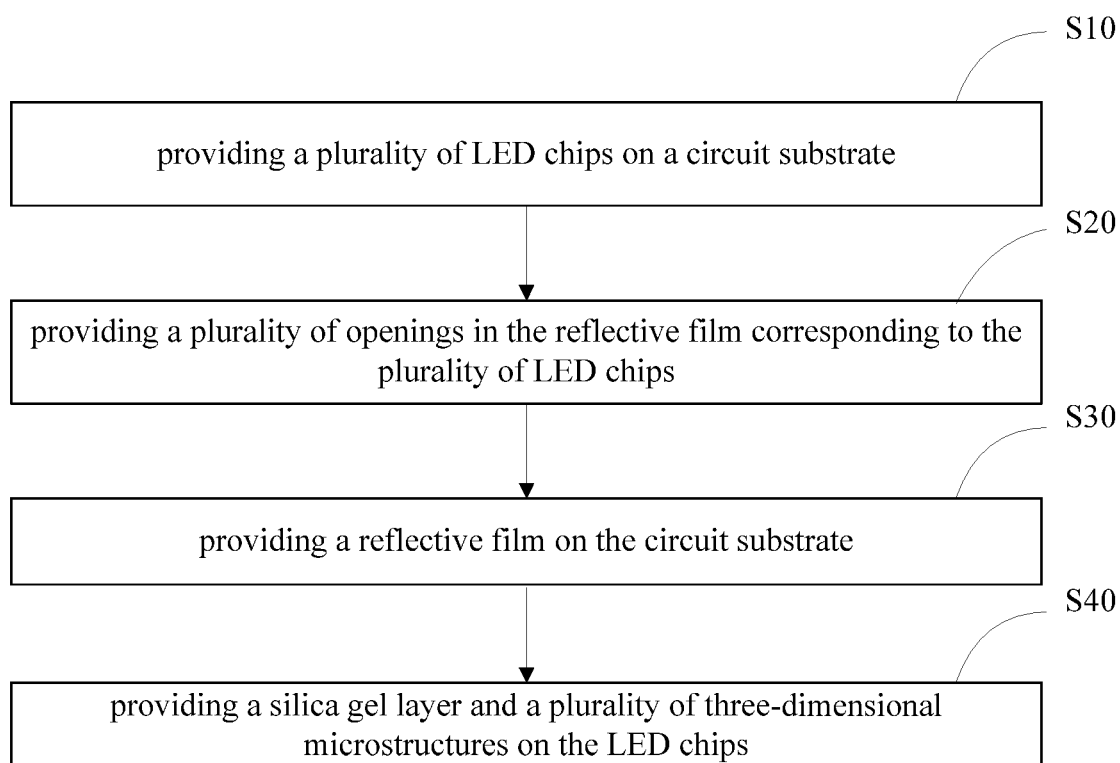 S10
providing a plurality of LED chips on a circuit substrate
S20
providing a plurality of openings in the reflective film corresponding to the
plurality of LED chips
S30
providing a reflective film on the circuit substrate
S40
providing a silica gel layer and a plurality of three-dimensional
microstructures on the LED chips